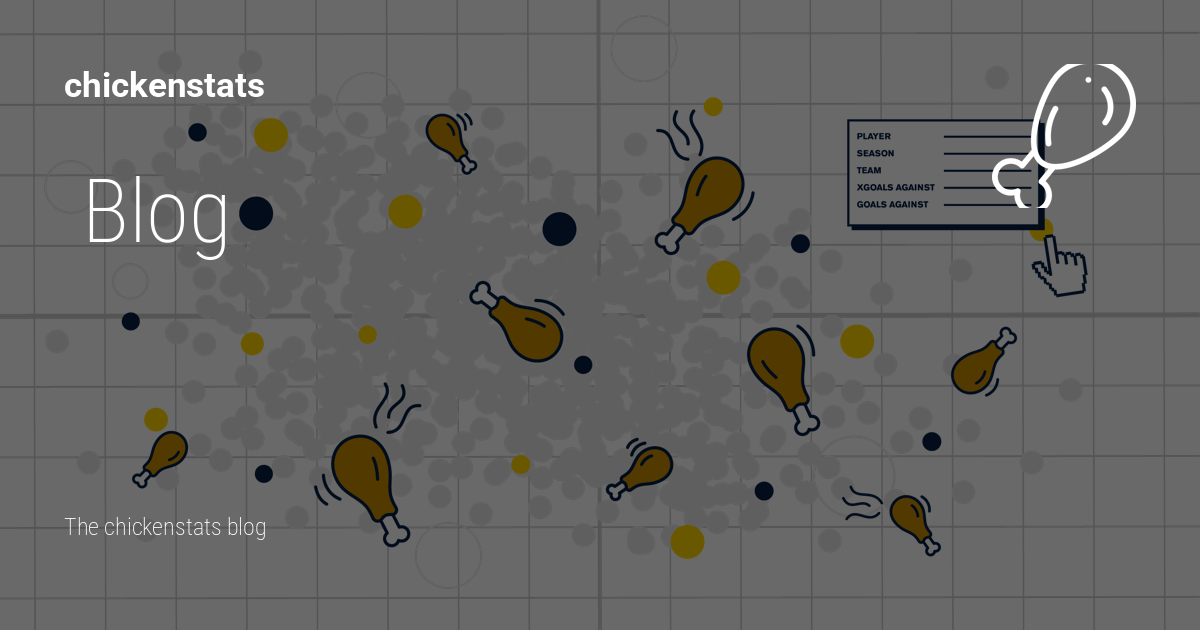 chickenstats
Blog
PLAYER
SEASON
TEAM
XGOALS AGAINST
GOALS AGAINST
The chickenstats blog